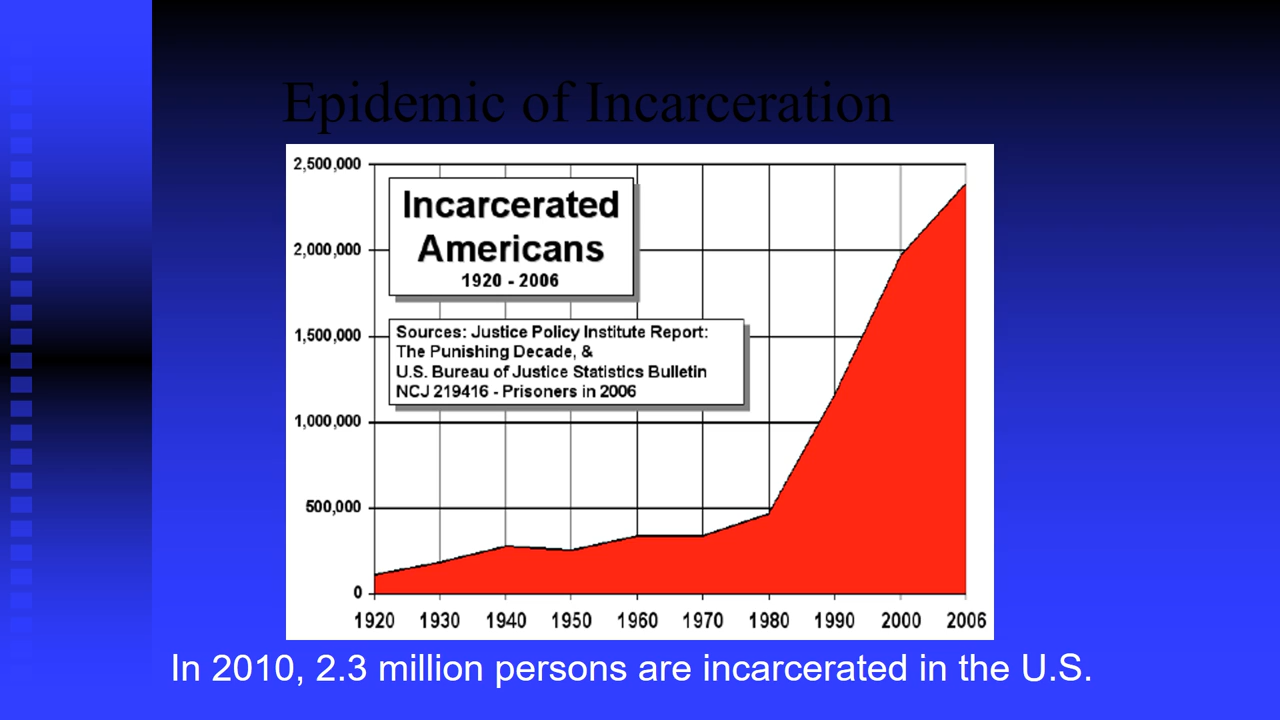 Epidemic of Incarceration
2,500,000
2,000,000
1,500,000
1,000,000
500,000
0
Incarcerated
Americans
1920 - 2006
Sources: Justice Policy Institute Report:
The Punishing Decade, &
U.S. Bureau of Justice Statistics Bulletin
NCJ 219416 - Prisoners in 2006
1920 1930 1940 1950 1960 1970 1980 1990 2000 2006
In 2010, 2.3 million persons are incarcerated in the U.S.